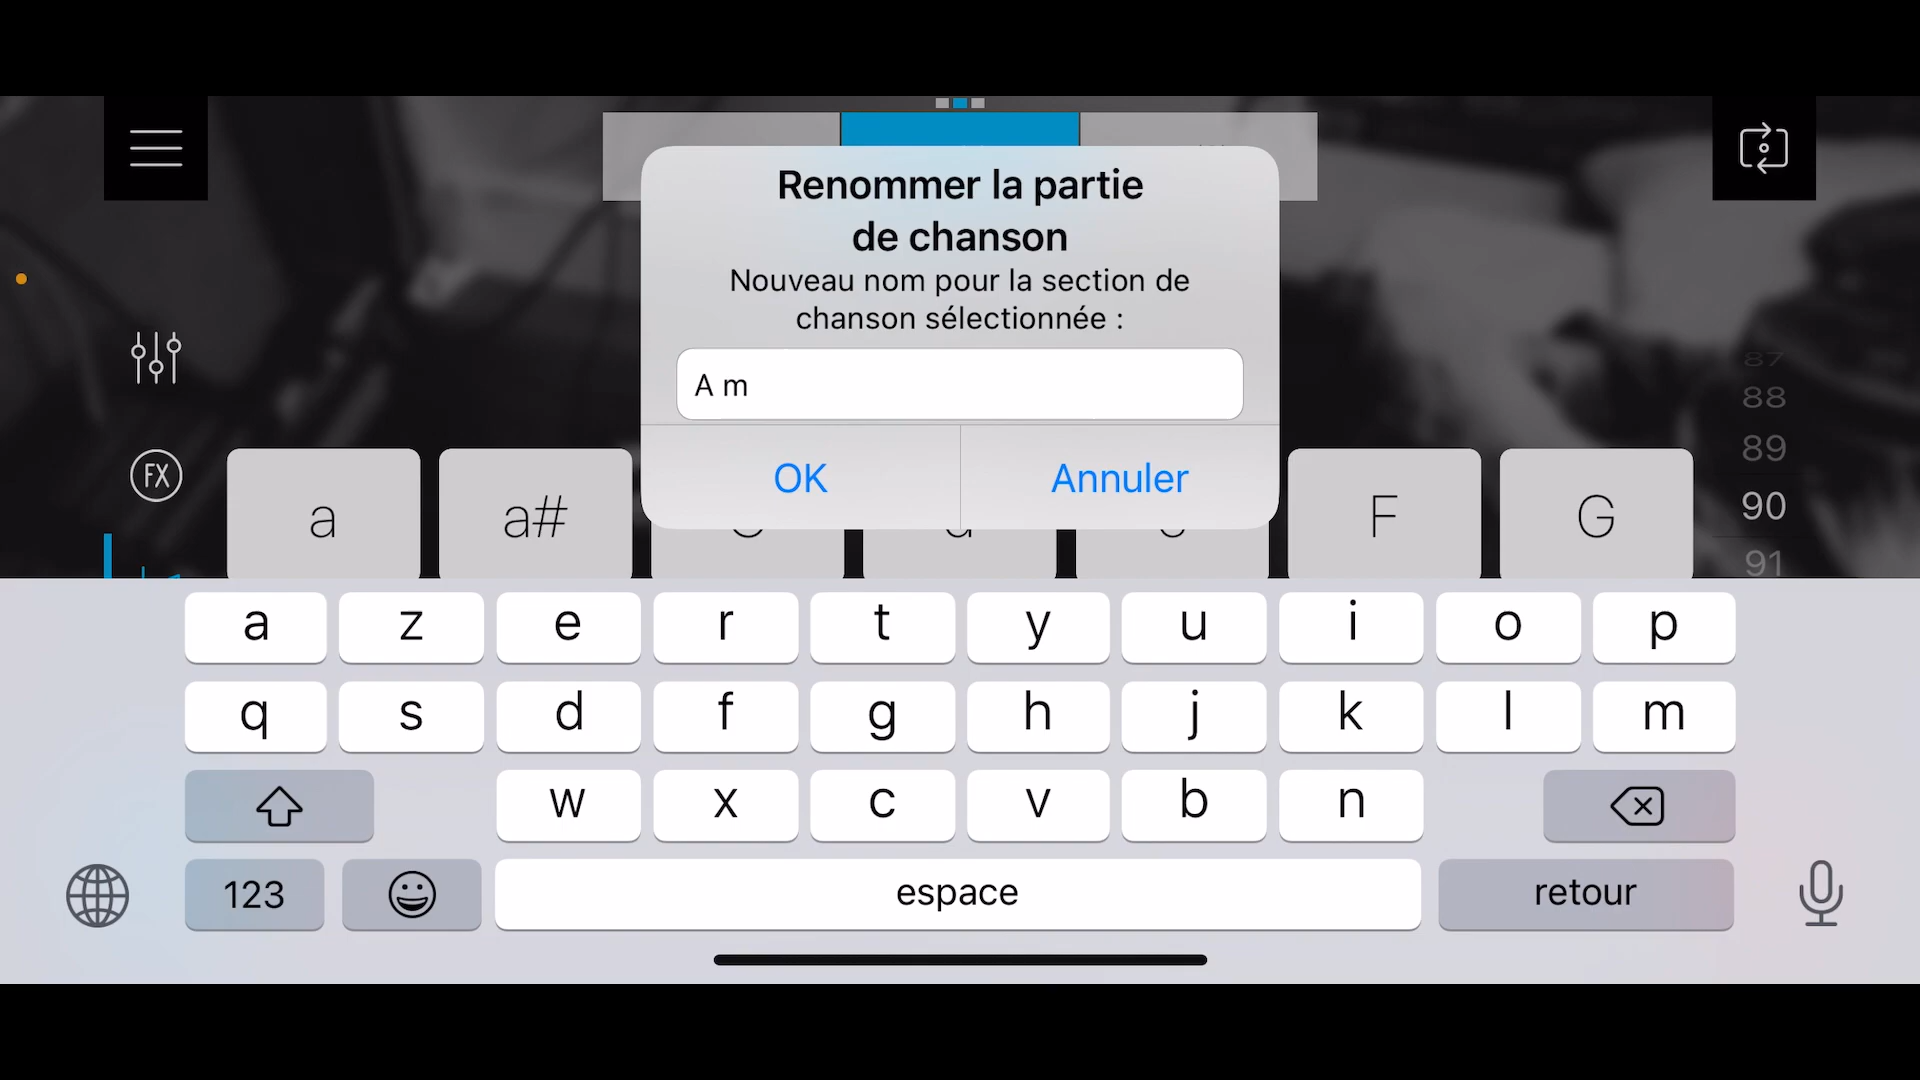 Renommer la partie
de chanson
Nouveau nom pour la section de
chanson sélectionnée :
A m
OK
Annuler
87
88
89
90
91
FX
a
a#
F
G
a z e r t y u i o p
q s d f g h j k l m
w x c v b n
123
espace
retour